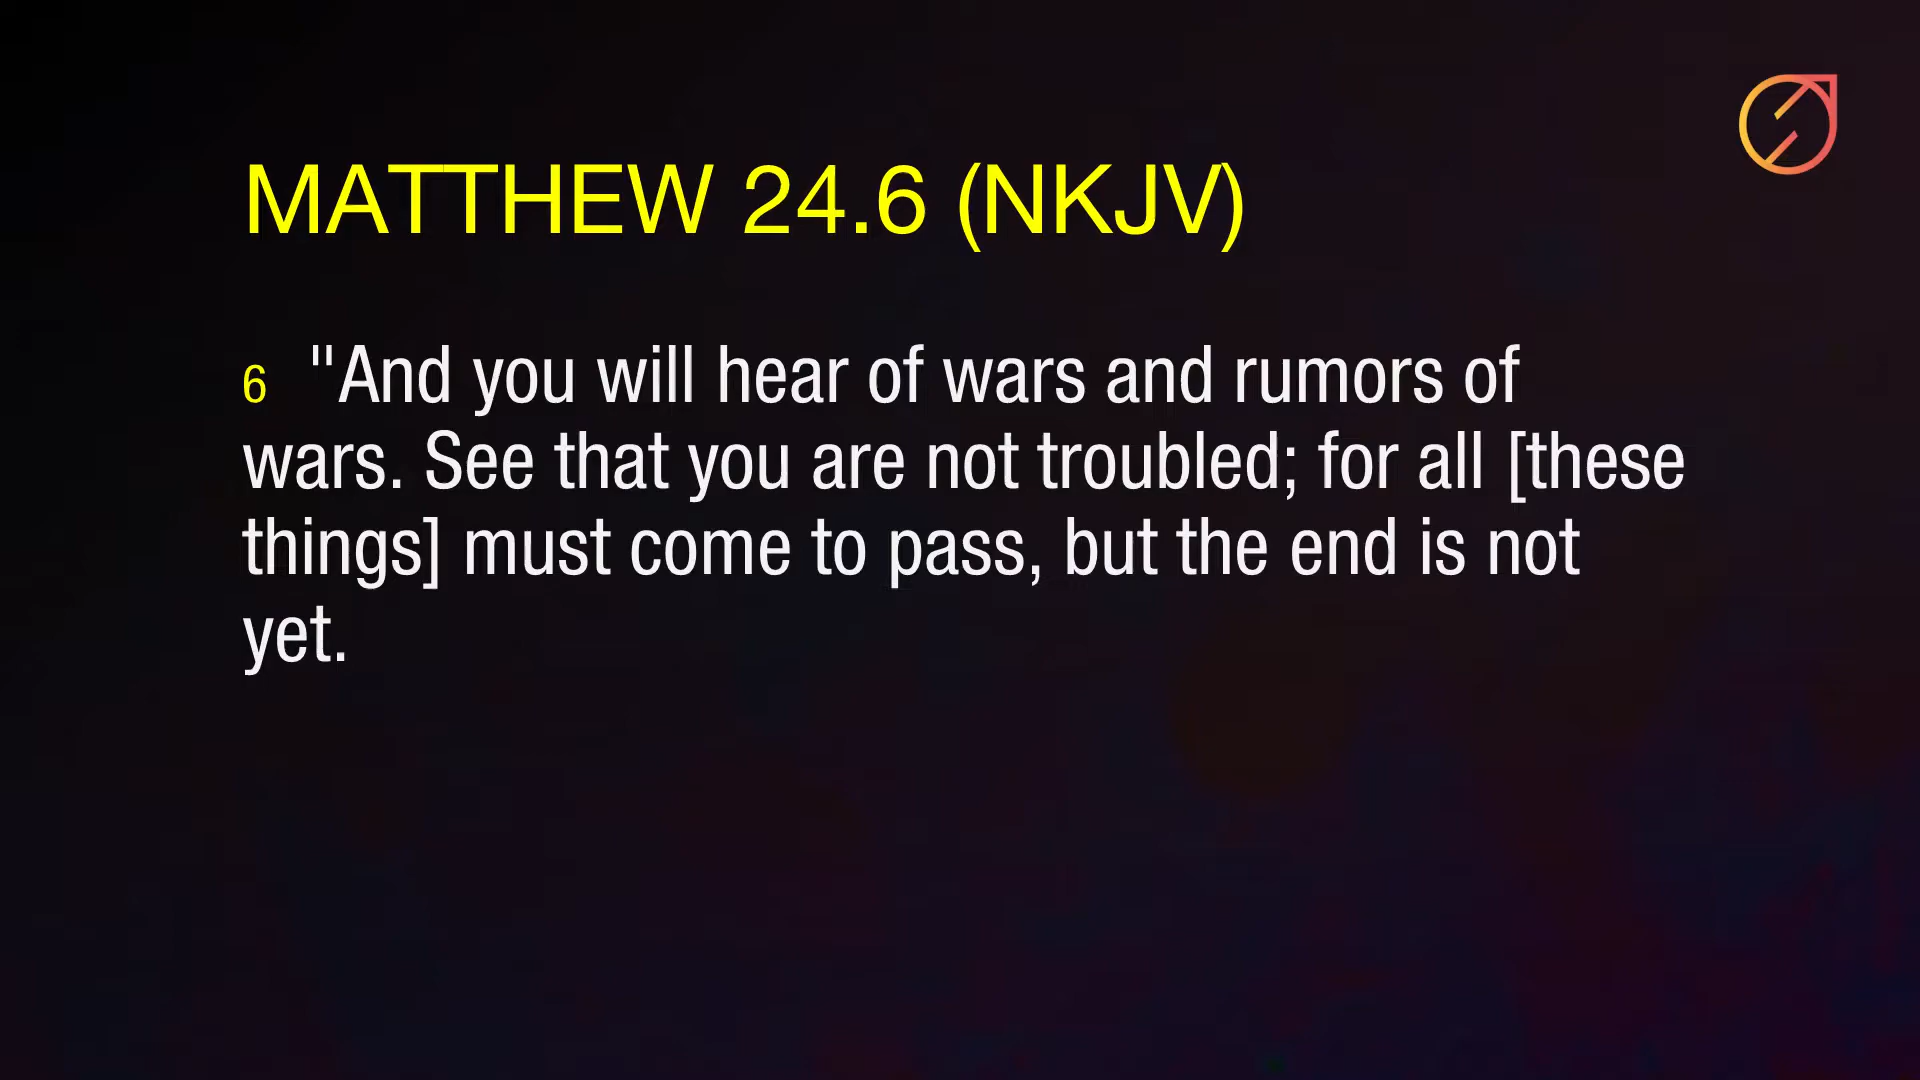 MATTHEW 24.6 (NKJV)
6 "And you will hear of wars and rumors of
wars. See that you are not troubled; for all [these
things] must come to pass, but the end is not
yet.